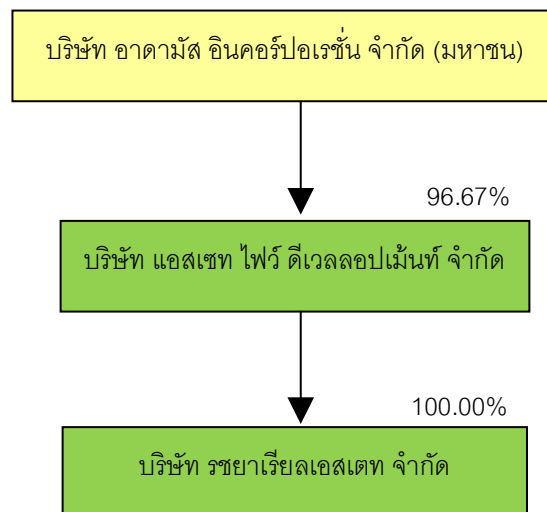 บริษัท อาดามัส อินคอร์ปอเรชั่น จำกัด (มหาชน)
96.67%
บริษัท แอสเซท ไฟว์ ดีเวลลอปเม้นท์ จำกัด
100.00%
บริษัท รชยาเรียลเอสเตท จำกัด